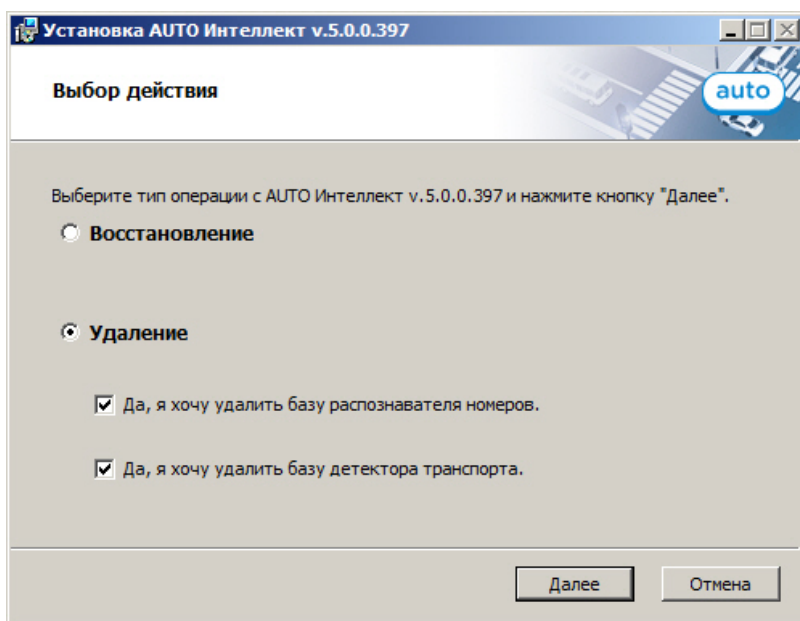 Установка AUTO Интеллект v.5.0.0.397
Выбор действия
auto
Выберите тип операции с AUTO Интеллект v.5.0.0.397 и нажмите кнопку "Далее".
Восстановление
Удаление
Да, я хочу удалить базу распознавателя номеров.
Да, я хочу удалить базу детектора транспорта.
Далее
Отмена